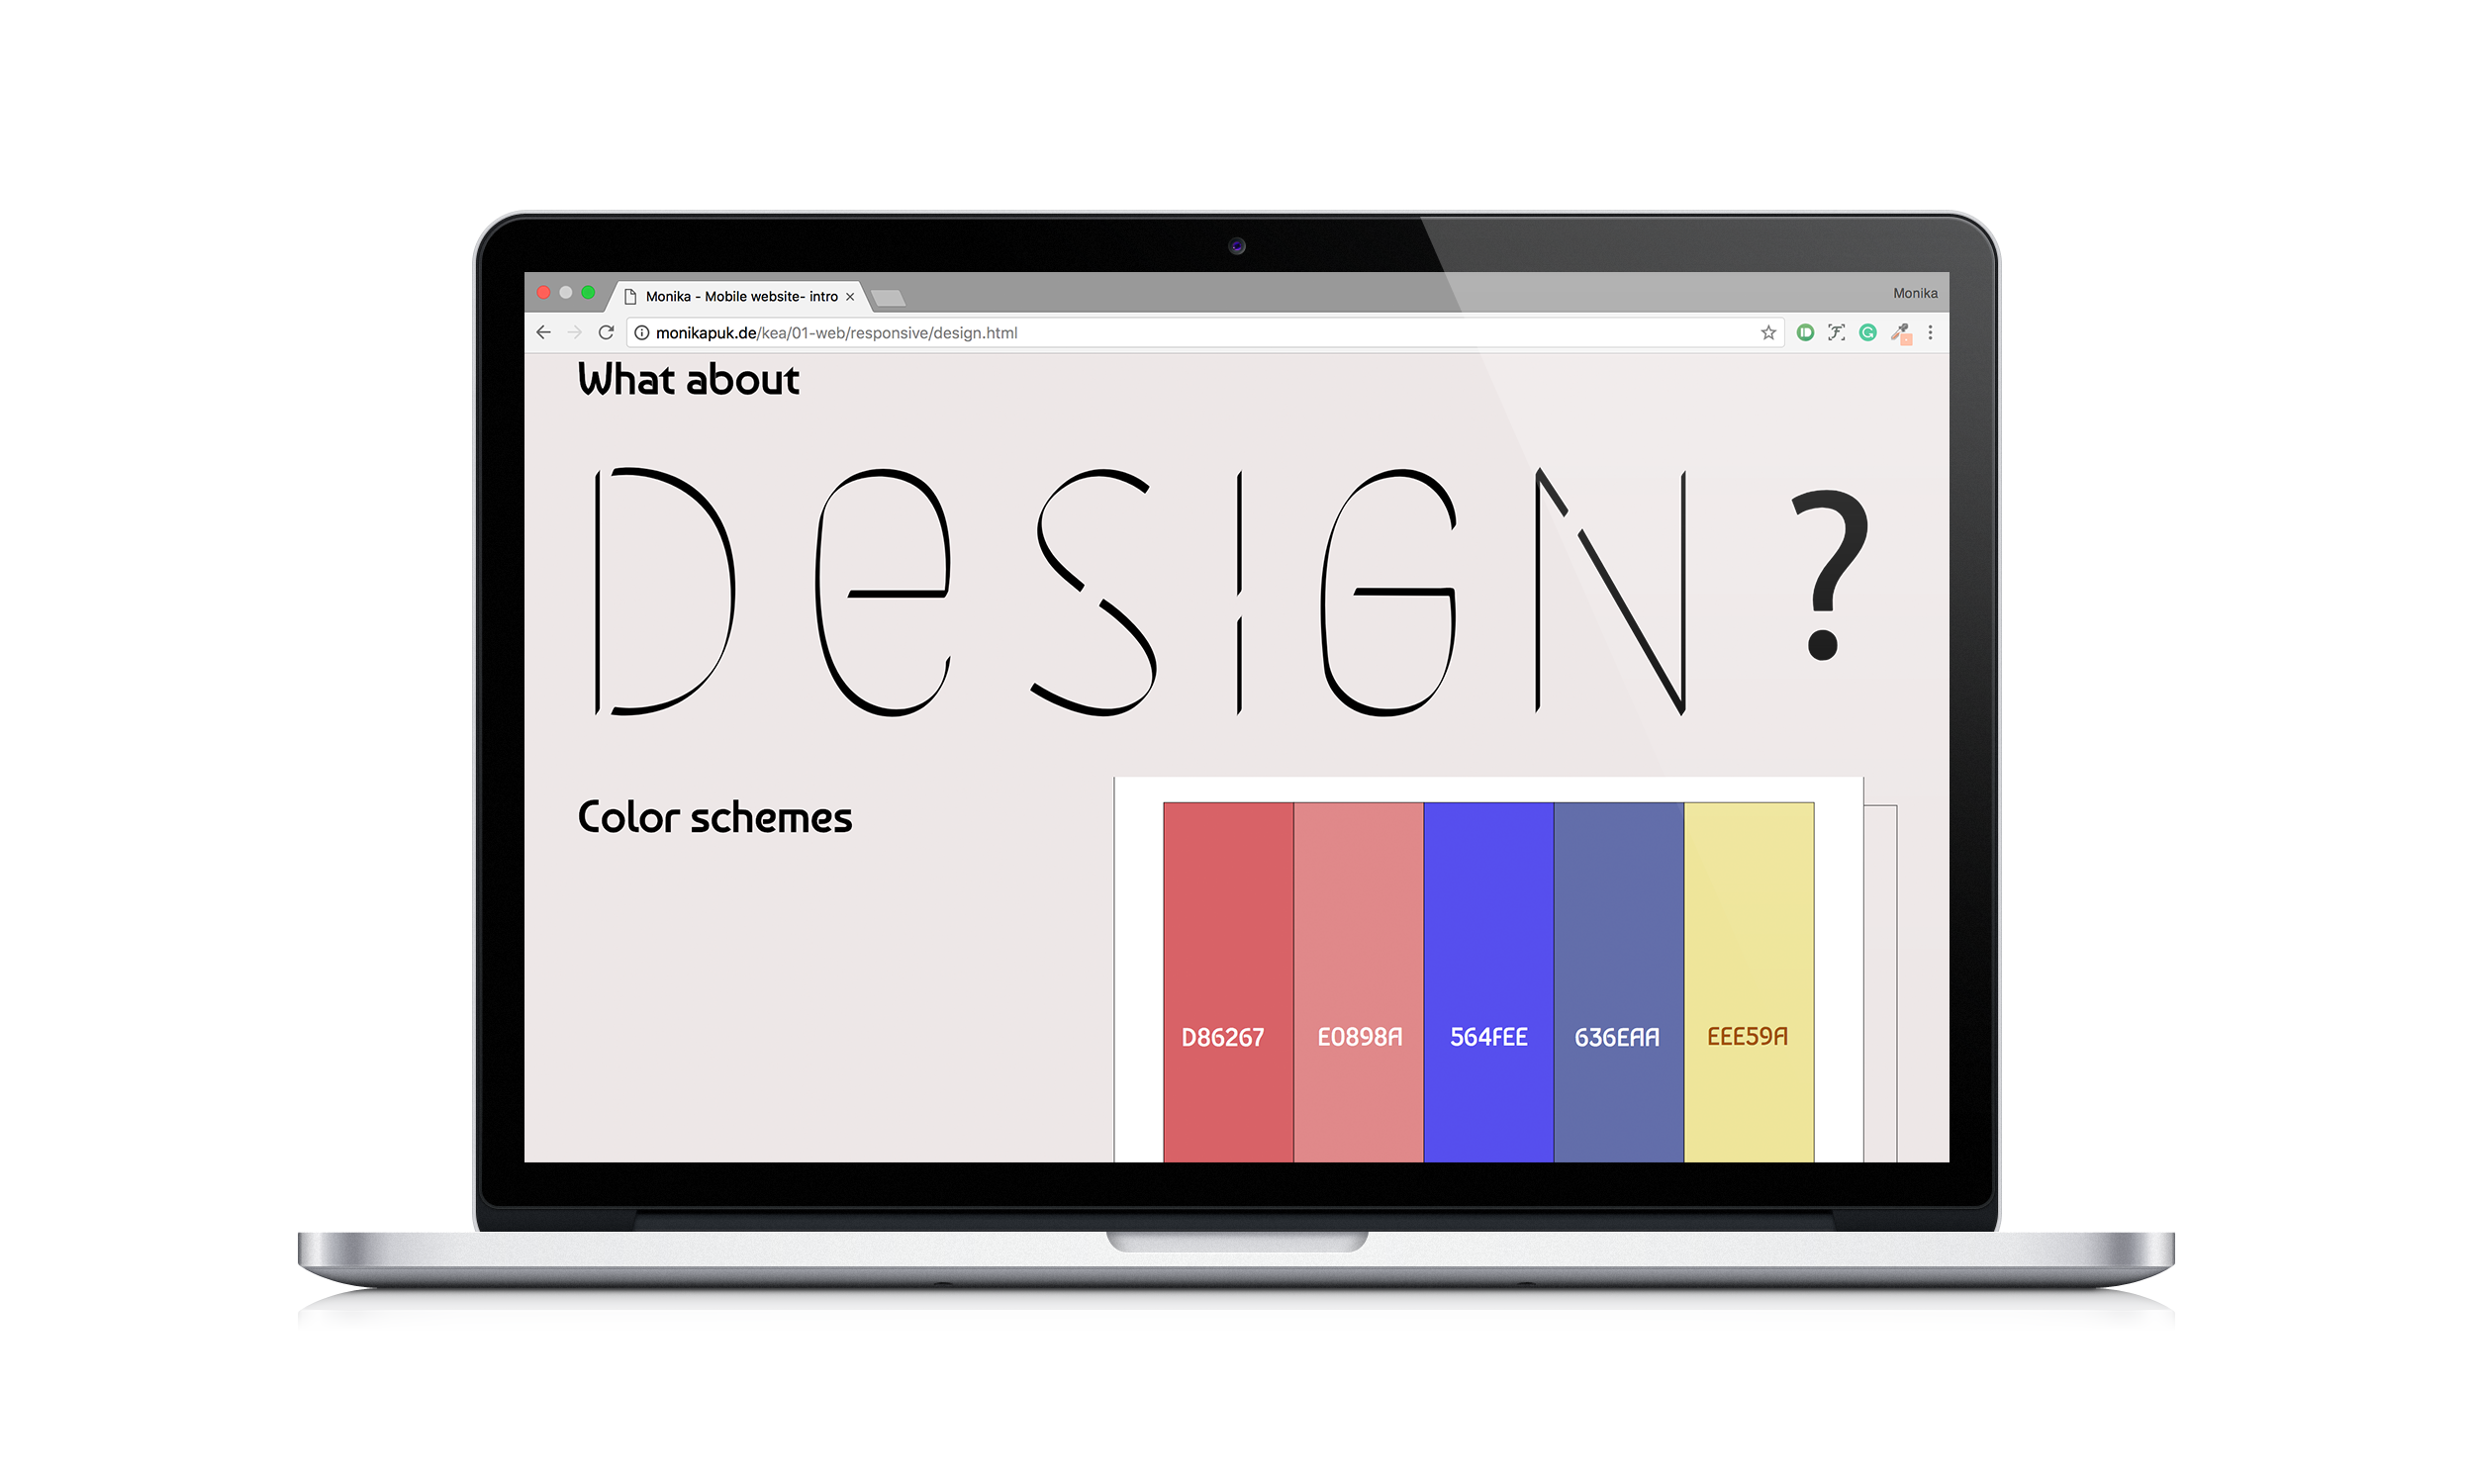 Monika - Mobile website- intro
Monika
monikapuk.de/kea/01-web/responsive/design.html
What about
DeSIGN?
Color schemes
D86267 E0898A 564FEE 636EAA EEE59A